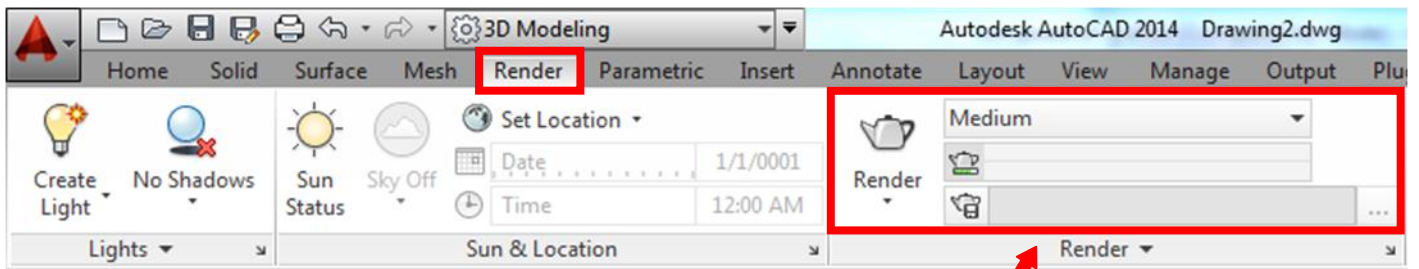 3D Modeling Autodesk AutoCAD 2014 Drawing2.dwg
Home Solid Surface Mesh Render Parametric Insert Annotate Layout View Manage Output
Create Light
No Shadows
Sun Status
Sky Off
Set Location
Date 1/1/0001
Time 12:00 AM
Render
Medium
...
Lights Sun & Location Render